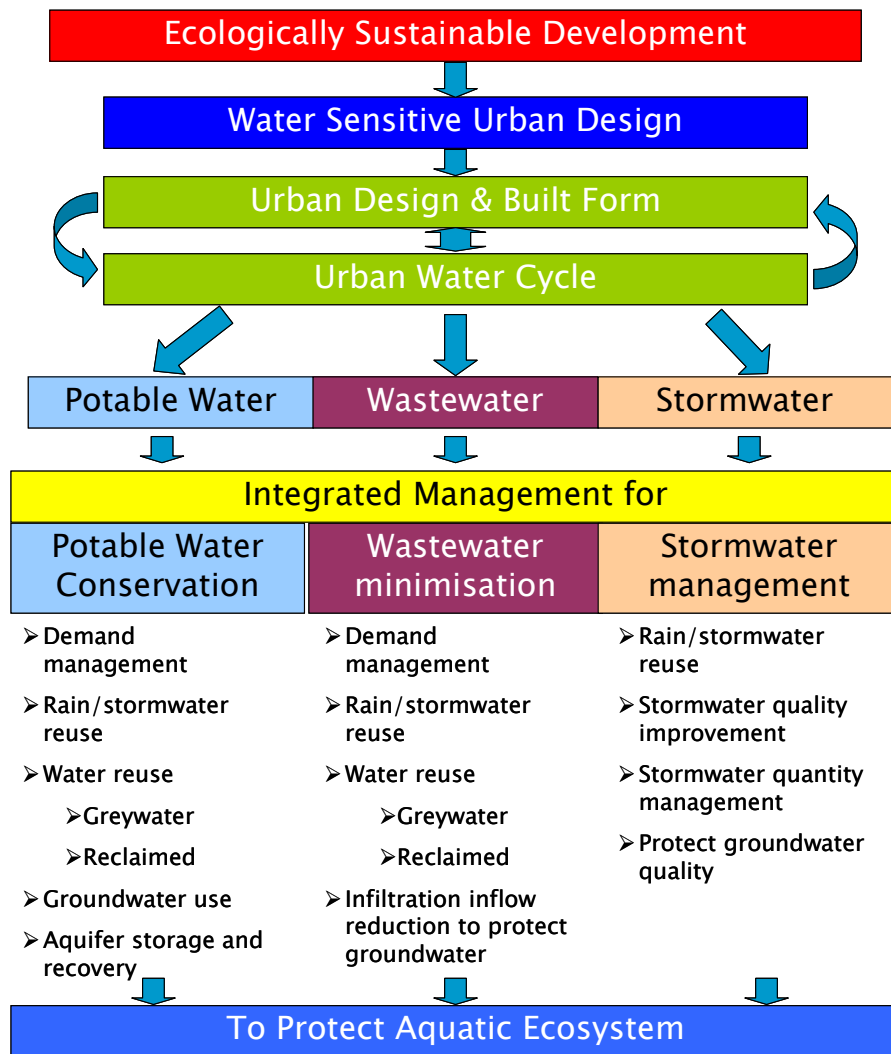 Ecologically Sustainable Development
Water Sensitive Urban Design
Urban Design & Built Form
Urban Water Cycle
Potable Water
Wastewater
Stormwater
Integrated Management for
Potable Water
Conservation
Wastewater
minimisation
Stormwater
management
➢Demand
management
➢Rain/stormwater
reuse
➢Water reuse
➢Greywater
➢Reclaimed
➢Groundwater use
➢Aquifer storage and
recovery
➢Demand
management
➢Rain/stormwater
reuse
➢Water reuse
➢Greywater
➢Reclaimed
➢Infiltration inflow
reduction to protect
groundwater
➢Rain/stormwater
reuse
➢Stormwater quality
improvement
➢Stormwater quantity
management
➢Protect groundwater
quality
To Protect Aquatic Ecosystem